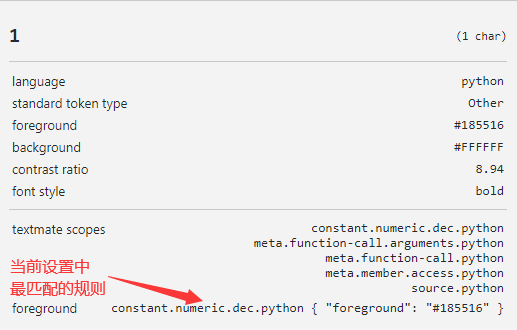 1 (1 char)
language python
standard token type Other
foreground #185516
background #FFFFFF
contrast ratio 8.94
font style bold
textmate scopes constant.numeric.dec.python
meta.function-call.arguments.python
meta.function-call.python
meta.member.access.python
source.python
当前设置中
最匹配的规则
foreground constant.numeric.dec.python { "foreground": "#185516" }